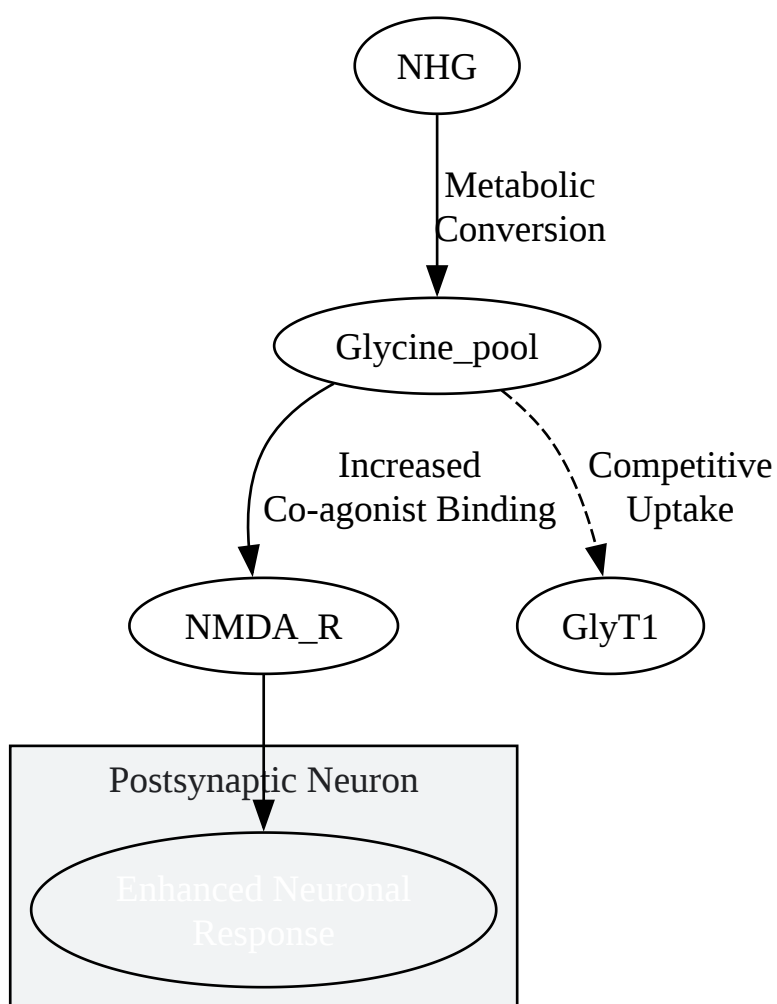 NHG
Metabolic
Conversion
Glycine_pool
Increased
Co-agonist Binding
Competitive
Uptake
NMDA_R
GlyT1
Postsynaptic Neuron
Enhanced Neuronal
Response